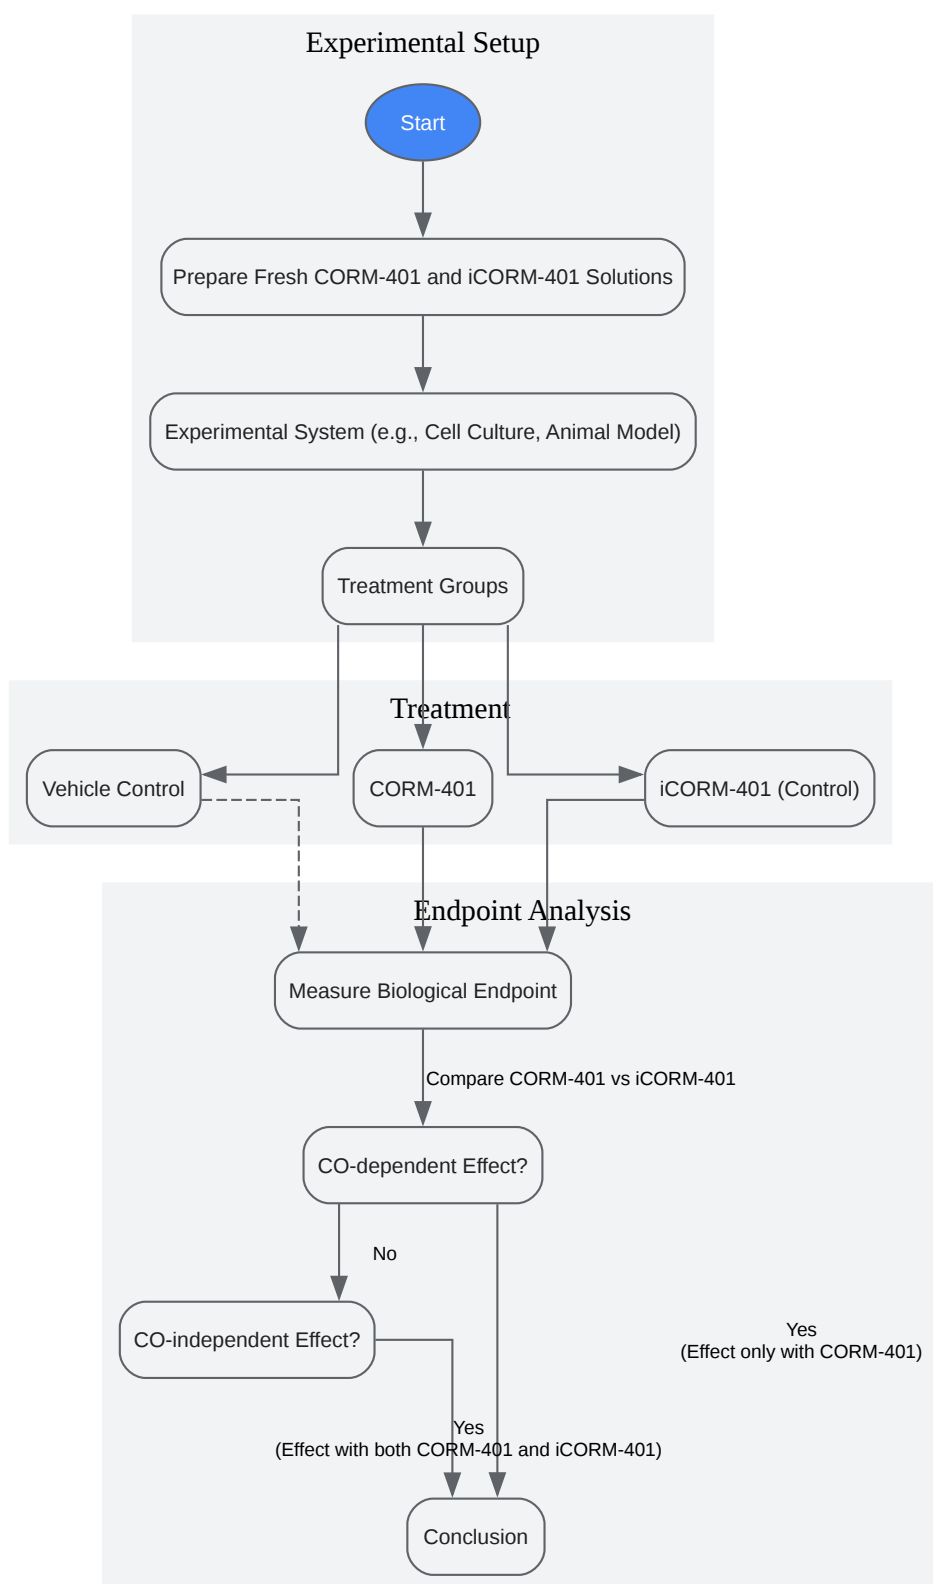 Experimental Setup
Start
Prepare Fresh CORM-401 and iCORM-401 Solutions
Experimental System (e.g., Cell Culture, Animal Model)
Treatment Groups
Treatment
Vehicle Control
CORM-401
iCORM-401 (Control)
Endpoint Analysis
Measure Biological Endpoint
Compare CORM-401 vs iCORM-401
CO-dependent Effect?
No
CO-independent Effect?
Yes
(Effect only with CORM-401)
Yes
(Effect with both CORM-401 and iCORM-401)
Conclusion